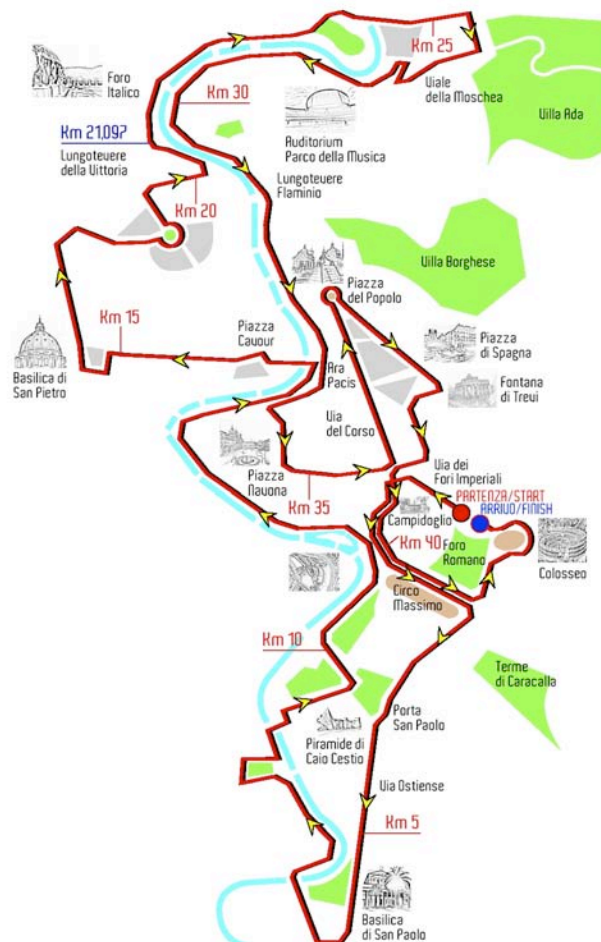 Km 25
Foro
Italico
Viale
della Moschea
Villa Ada
Km 30
Km 21,097
Auditorium
Parco della Musica
Lungotevere
della Vittoria
Lungotevere
Flaminio
Km 20
Villa Borghese
Piazza
del Popolo
Km 15
Piazza
Cavour
Piazza
di Spagna
Basilica di
San Pietro
Ara
Pacis
Fontana
di Trevi
Via
del Corso
Piazza
Navona
Via dei
Fori Imperiali
Km 35
PARTENZA/START
ARRIVO/FINISH
Campidoglio
Km 40
Foro
Romano
Colosseo
Circo
Massimo
Km 10
Terme
di Caracalla
Porta
San Paolo
Piramide di
Caio Cestio
Via Ostiense
Km 5
Basilica
di San Paolo